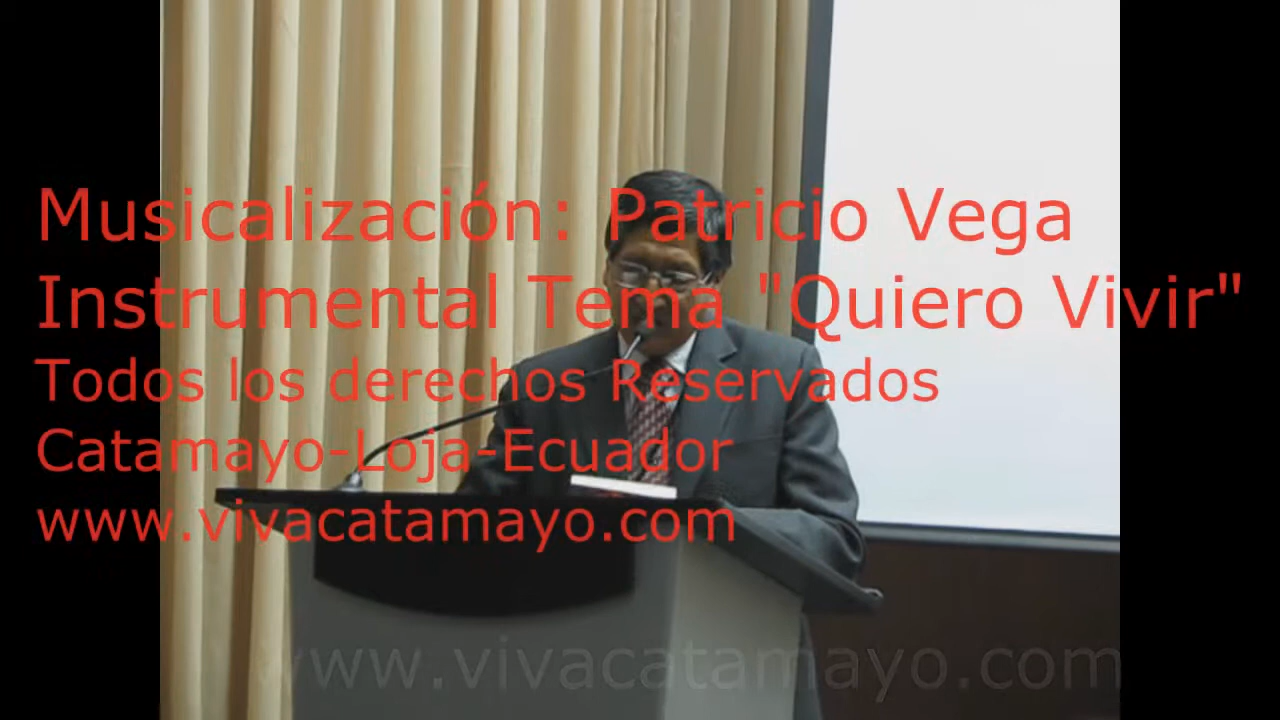 Musicalización: Patricio Vega
Instrumental Tema "Quiero Vivir"
Todos los derechos Reservados
Catamayo-Loja-Ecuador
www.vivacatamayo.com
www.vivacatamayo.com